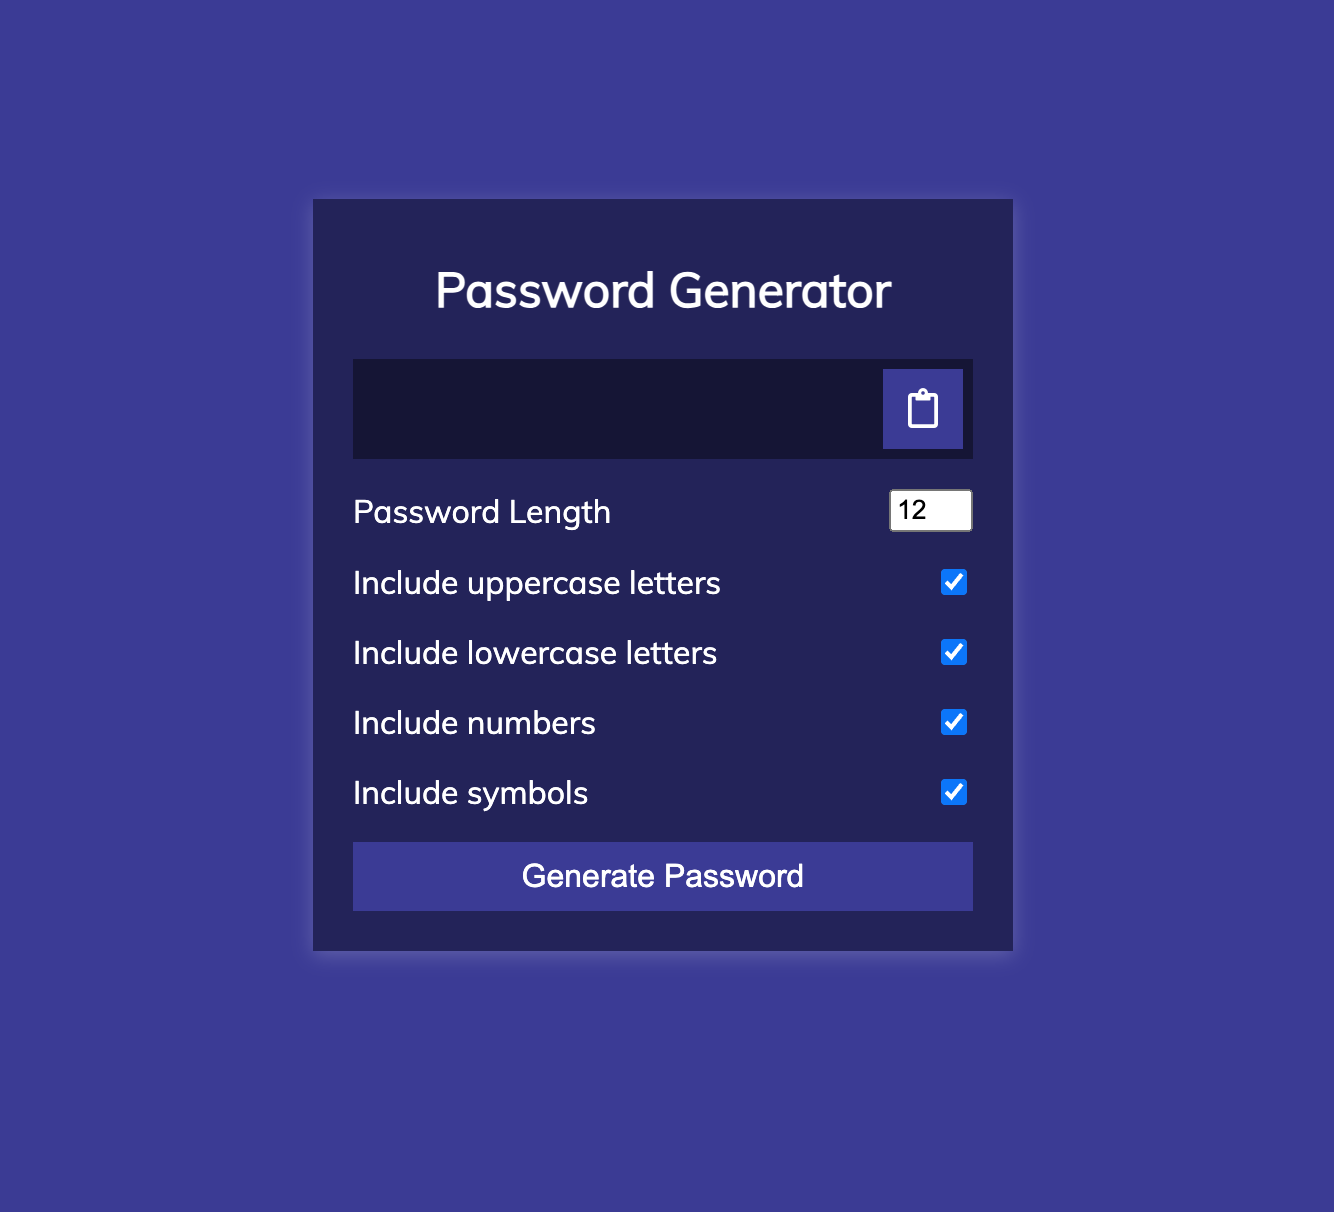 Password Generator
Password Length 12
Include uppercase letters
Include lowercase letters
Include numbers
Include symbols
Generate Password